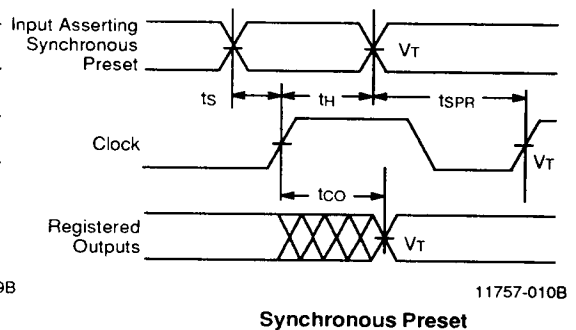 Input Asserting
Synchronous
Preset
VT
tS
tH
tSPR
Clock
VT
tCO
Registered
Outputs
VT
9B
11757-010B
Synchronous Preset